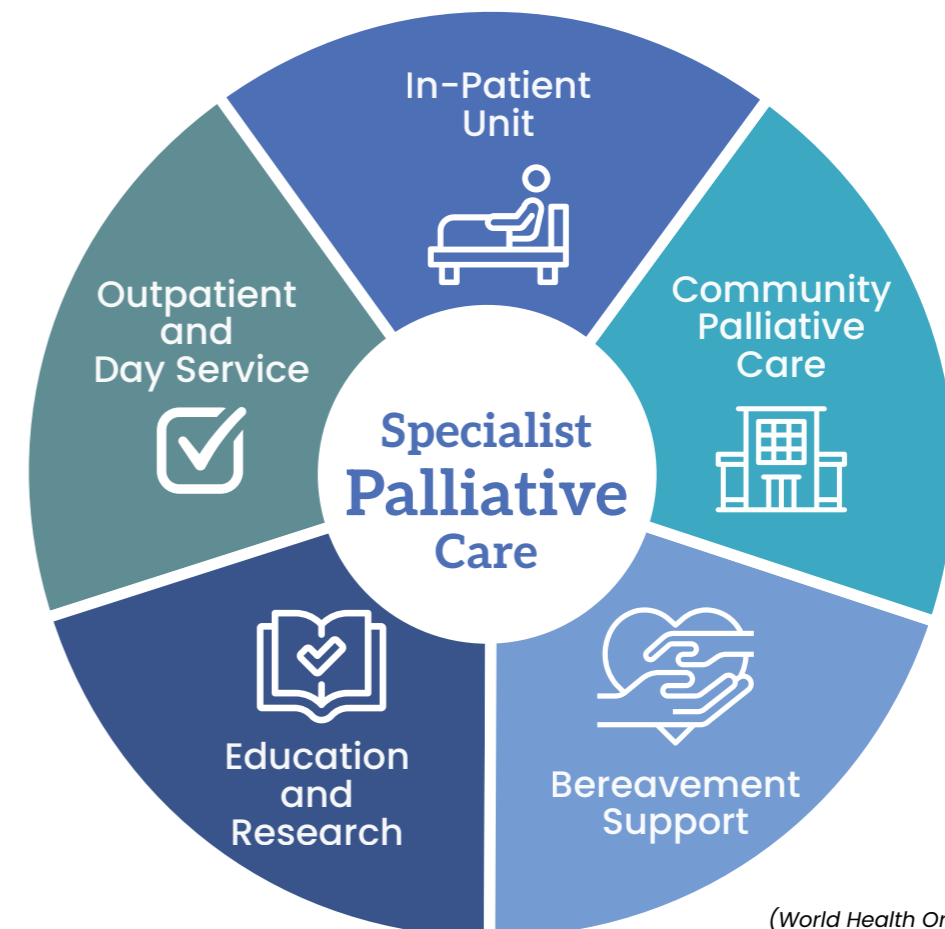 In-Patient
Unit
Community
Palliative
Care
Bereavement
Support
Education
and
Research
Outpatient
and
Day Service
Specialist
Palliative
Care
(World Health Or